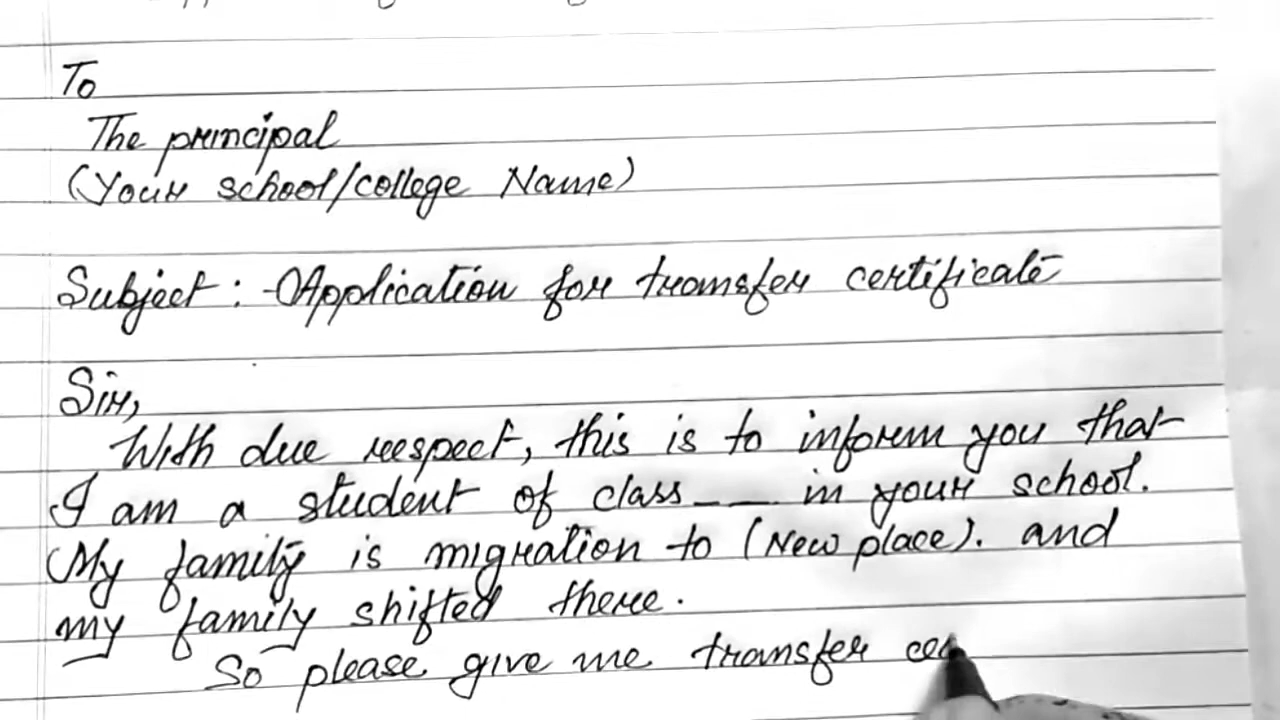 To
The principal
(Your school/college Name)
Subject: Application for transfer certificate
Sir,
With due respect, this is to inform you that
I am a student of class __ __ in your school.
My family is migration to (New place). and
my family shifted there.
So please give me transfer